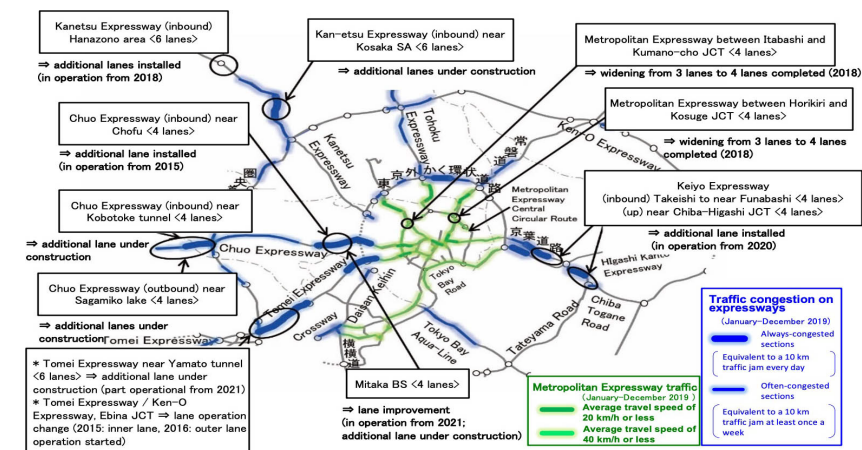 Kanetsu Expressway (inbound)
Hanazono area <6 lanes>
⇒ additional lanes installed
(in operation from 2018)
Kan-etsu Expressway (inbound) near
Kosaka SA <6 lanes>
⇒ additional lanes under construction
Metropolitan Expressway between Itabashi and
Kumano-cho JCT <4 lanes>
⇒ widening from 3 lanes to 4 lanes completed (2018)
Metropolitan Expressway between Horikiri and
Kosuge JCT <4 lanes>
⇒ widening from 3 lanes to 4 lanes
completed (2018)
Chuo Expressway (inbound) near
Chofu <4 lanes>
⇒ additional lane installed
(in operation from 2015)
Keiyo Expressway
(inbound) Takeishi to near Funabashi <4 lanes>
(up) near Chiba-Higashi JCT <4 lanes>
⇒ additional lane installed
(in operation from 2020)
Chuo Expressway (inbound) near
Kobotoke tunnel <4 lanes>
⇒ additional lane under
construction
Chuo Expressway (outbound) near
Sagamiko lake <4 lanes>
⇒ additional lanes under
construction
* Tomei Expressway near Yamato tunnel
<6 lanes> ⇒ additional lane under
construction (part operational from 2021)
* Tomei Expressway / Ken-O
Expressway, Ebina JCT ⇒ lane operation
change (2015: inner lane, 2016: outer lane
operation started)
Mitaka BS <4 lanes>
⇒ lane improvement
(in operation from 2021;
additional lane under construction)
Kanetsu
Expressway
Tohoku
Expressway
常磐道
Ken-O Expressway
圏央
東京外かく環状道路
Metropolitan
Expressway
Central
Circular Route
京葉道路
Higashi Kanto
Expressway
Chuo Expressway
Tomei Expressway
Tomei Expressway
Daisan Keihin
Crossway
横横道
Tokyo
Bay
Road
Tokyo Bay
Aqua-Line
Tateyama Road
Chiba
Togane
Road
Metropolitan Expressway traffic
(January-December 2019 )
Average travel speed of
20 km/h or less
Average travel speed of
40 km/h or less
Traffic congestion on
expressways
(January-December 2019)
Always-congested
sections
Equivalent to a 10 km
traffic jam every day
Often-congested
sections
Equivalent to a 10 km
traffic jam at least once a
week